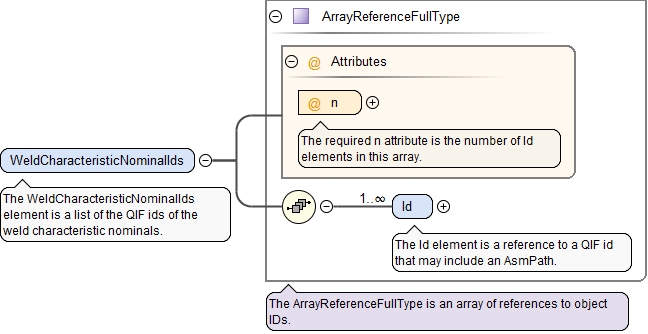 ArrayReferenceFullType
@ Attributes
@ n
The required n attribute is the number of Id
elements in this array.
WeldCharacteristicNominalIds
The WeldCharacteristicNominalIds
element is a list of the QIF ids of the
weld characteristic nominals.
1..∞
Id
The Id element is a reference to a QIF id
that may include an AsmPath.
The ArrayReferenceFullType is an array of references to object
IDs.